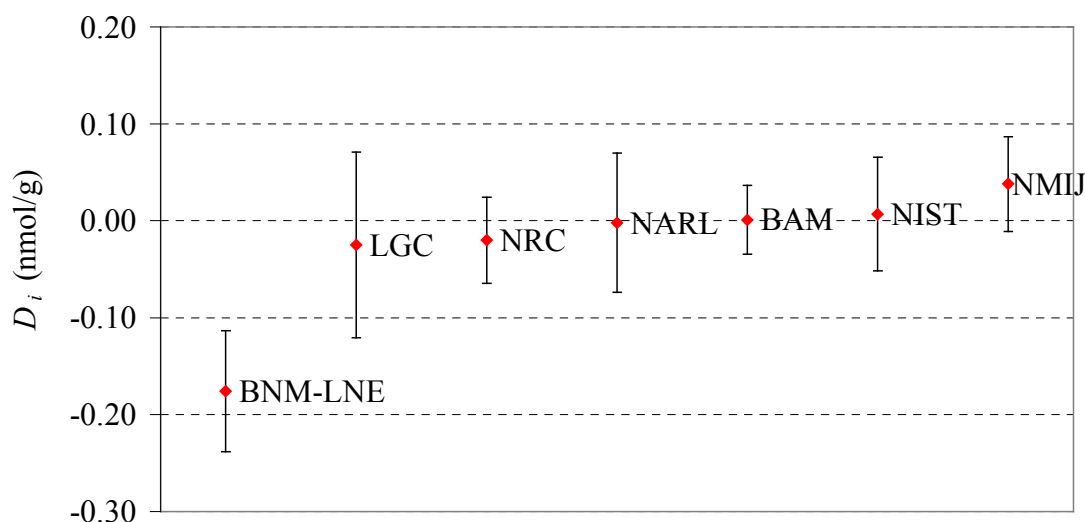 0.20
0.10
0.00
-0.10
-0.20
-0.30
D i (nmol/g)
BNM-LNE
LGC
NRC
NARL
BAM
NIST
NMIJ